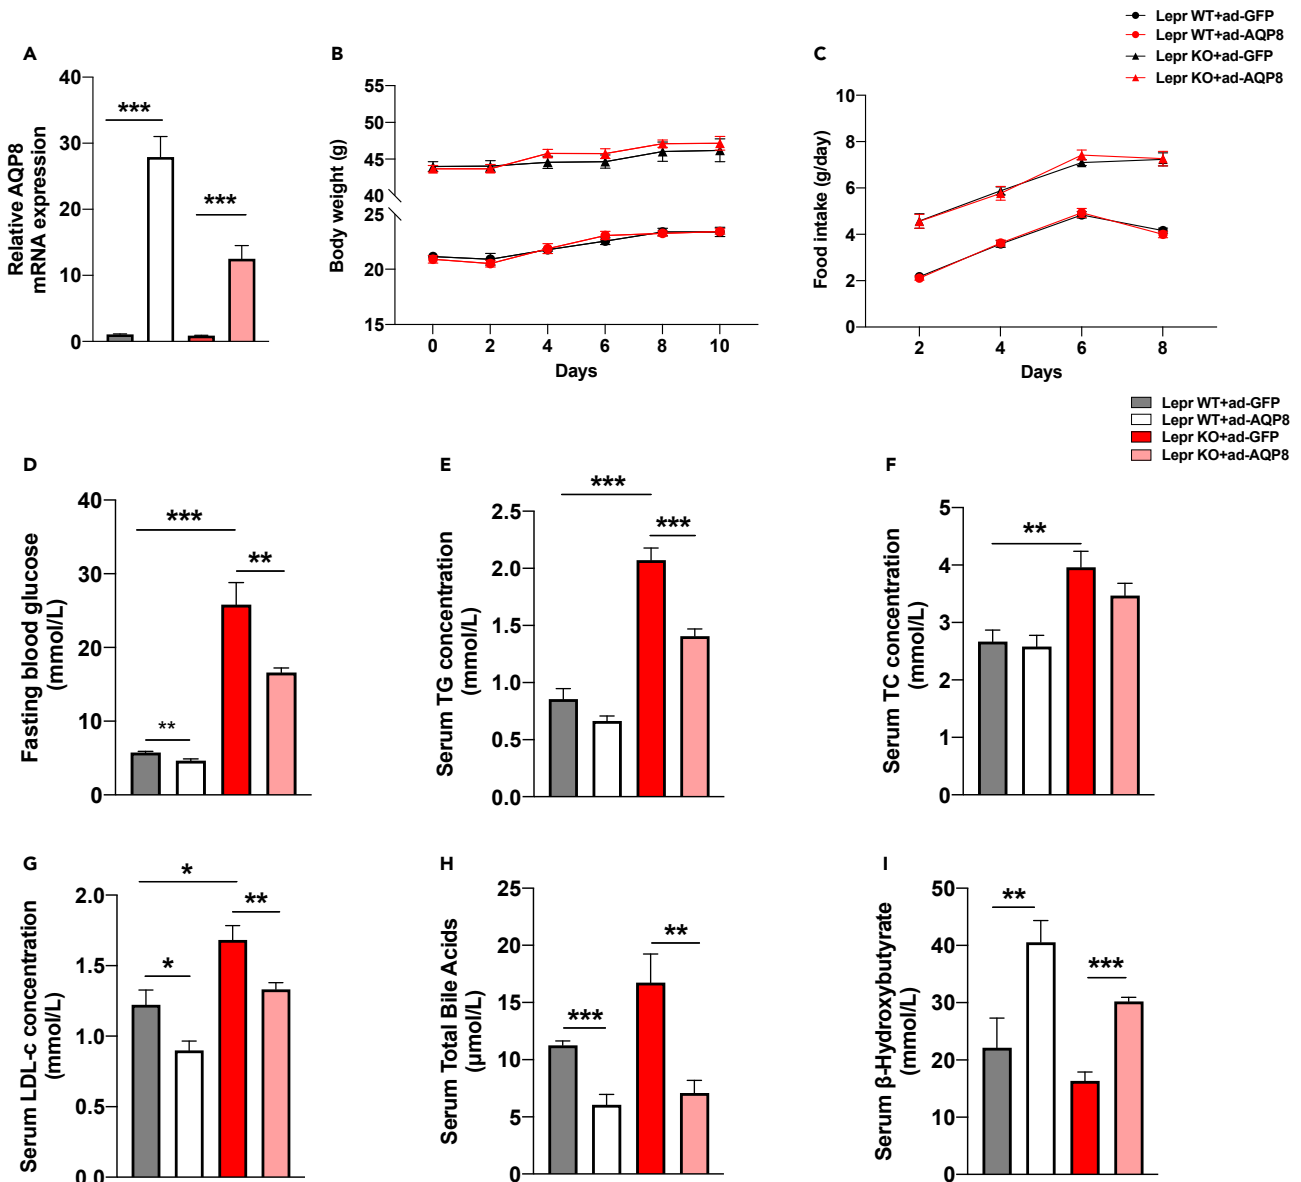 Lepr WT+ad-GFP
Lepr WT+ad-AQP8
Lepr KO+ad-GFP
Lepr KO+ad-AQP8
A
Relative AQP8
mRNA expression
40
30
20
10
0
***
***
B
Body weight (g)
55
50
45
40
25
20
15
0 2 4 6 8 10
Days
C
Food intake (g/day)
10
8
6
4
2
0
2 4 6 8
Days
Lepr WT+ad-GFP
Lepr WT+ad-AQP8
Lepr KO+ad-GFP
Lepr KO+ad-AQP8
D
Fasting blood glucose
(mmol/L)
40
30
20
10
0
***
**
**
E
Serum TG concentration
(mmol/L)
2.5
2.0
1.5
1.0
0.5
0.0
***
***
F
Serum TC concentration
(mmol/L)
5
4
3
2
1
0
**
G
Serum LDL-c concentration
(mmol/L)
2.0
1.5
1.0
0.5
0.0
*
**
*
H
Serum Total Bile Acids
(μmol/L)
25
20
15
10
5
0
**
***
I
Serum β-Hydroxybutyrate
(mmol/L)
50
40
30
20
10
0
**
***